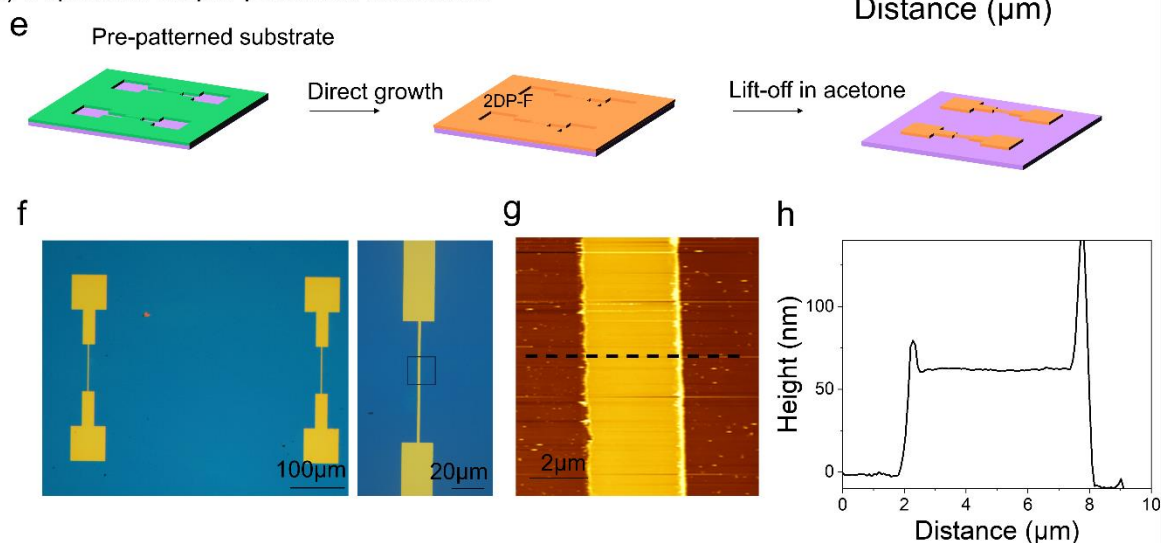 Distance (µm)
e
Pre-patterned substrate
Direct growth
2DP-F
Lift-off in acetone
f
100µm
20µm
g
2µm
h
Height (nm)
100
50
0
0 2 4 6 8 10
Distance (µm)